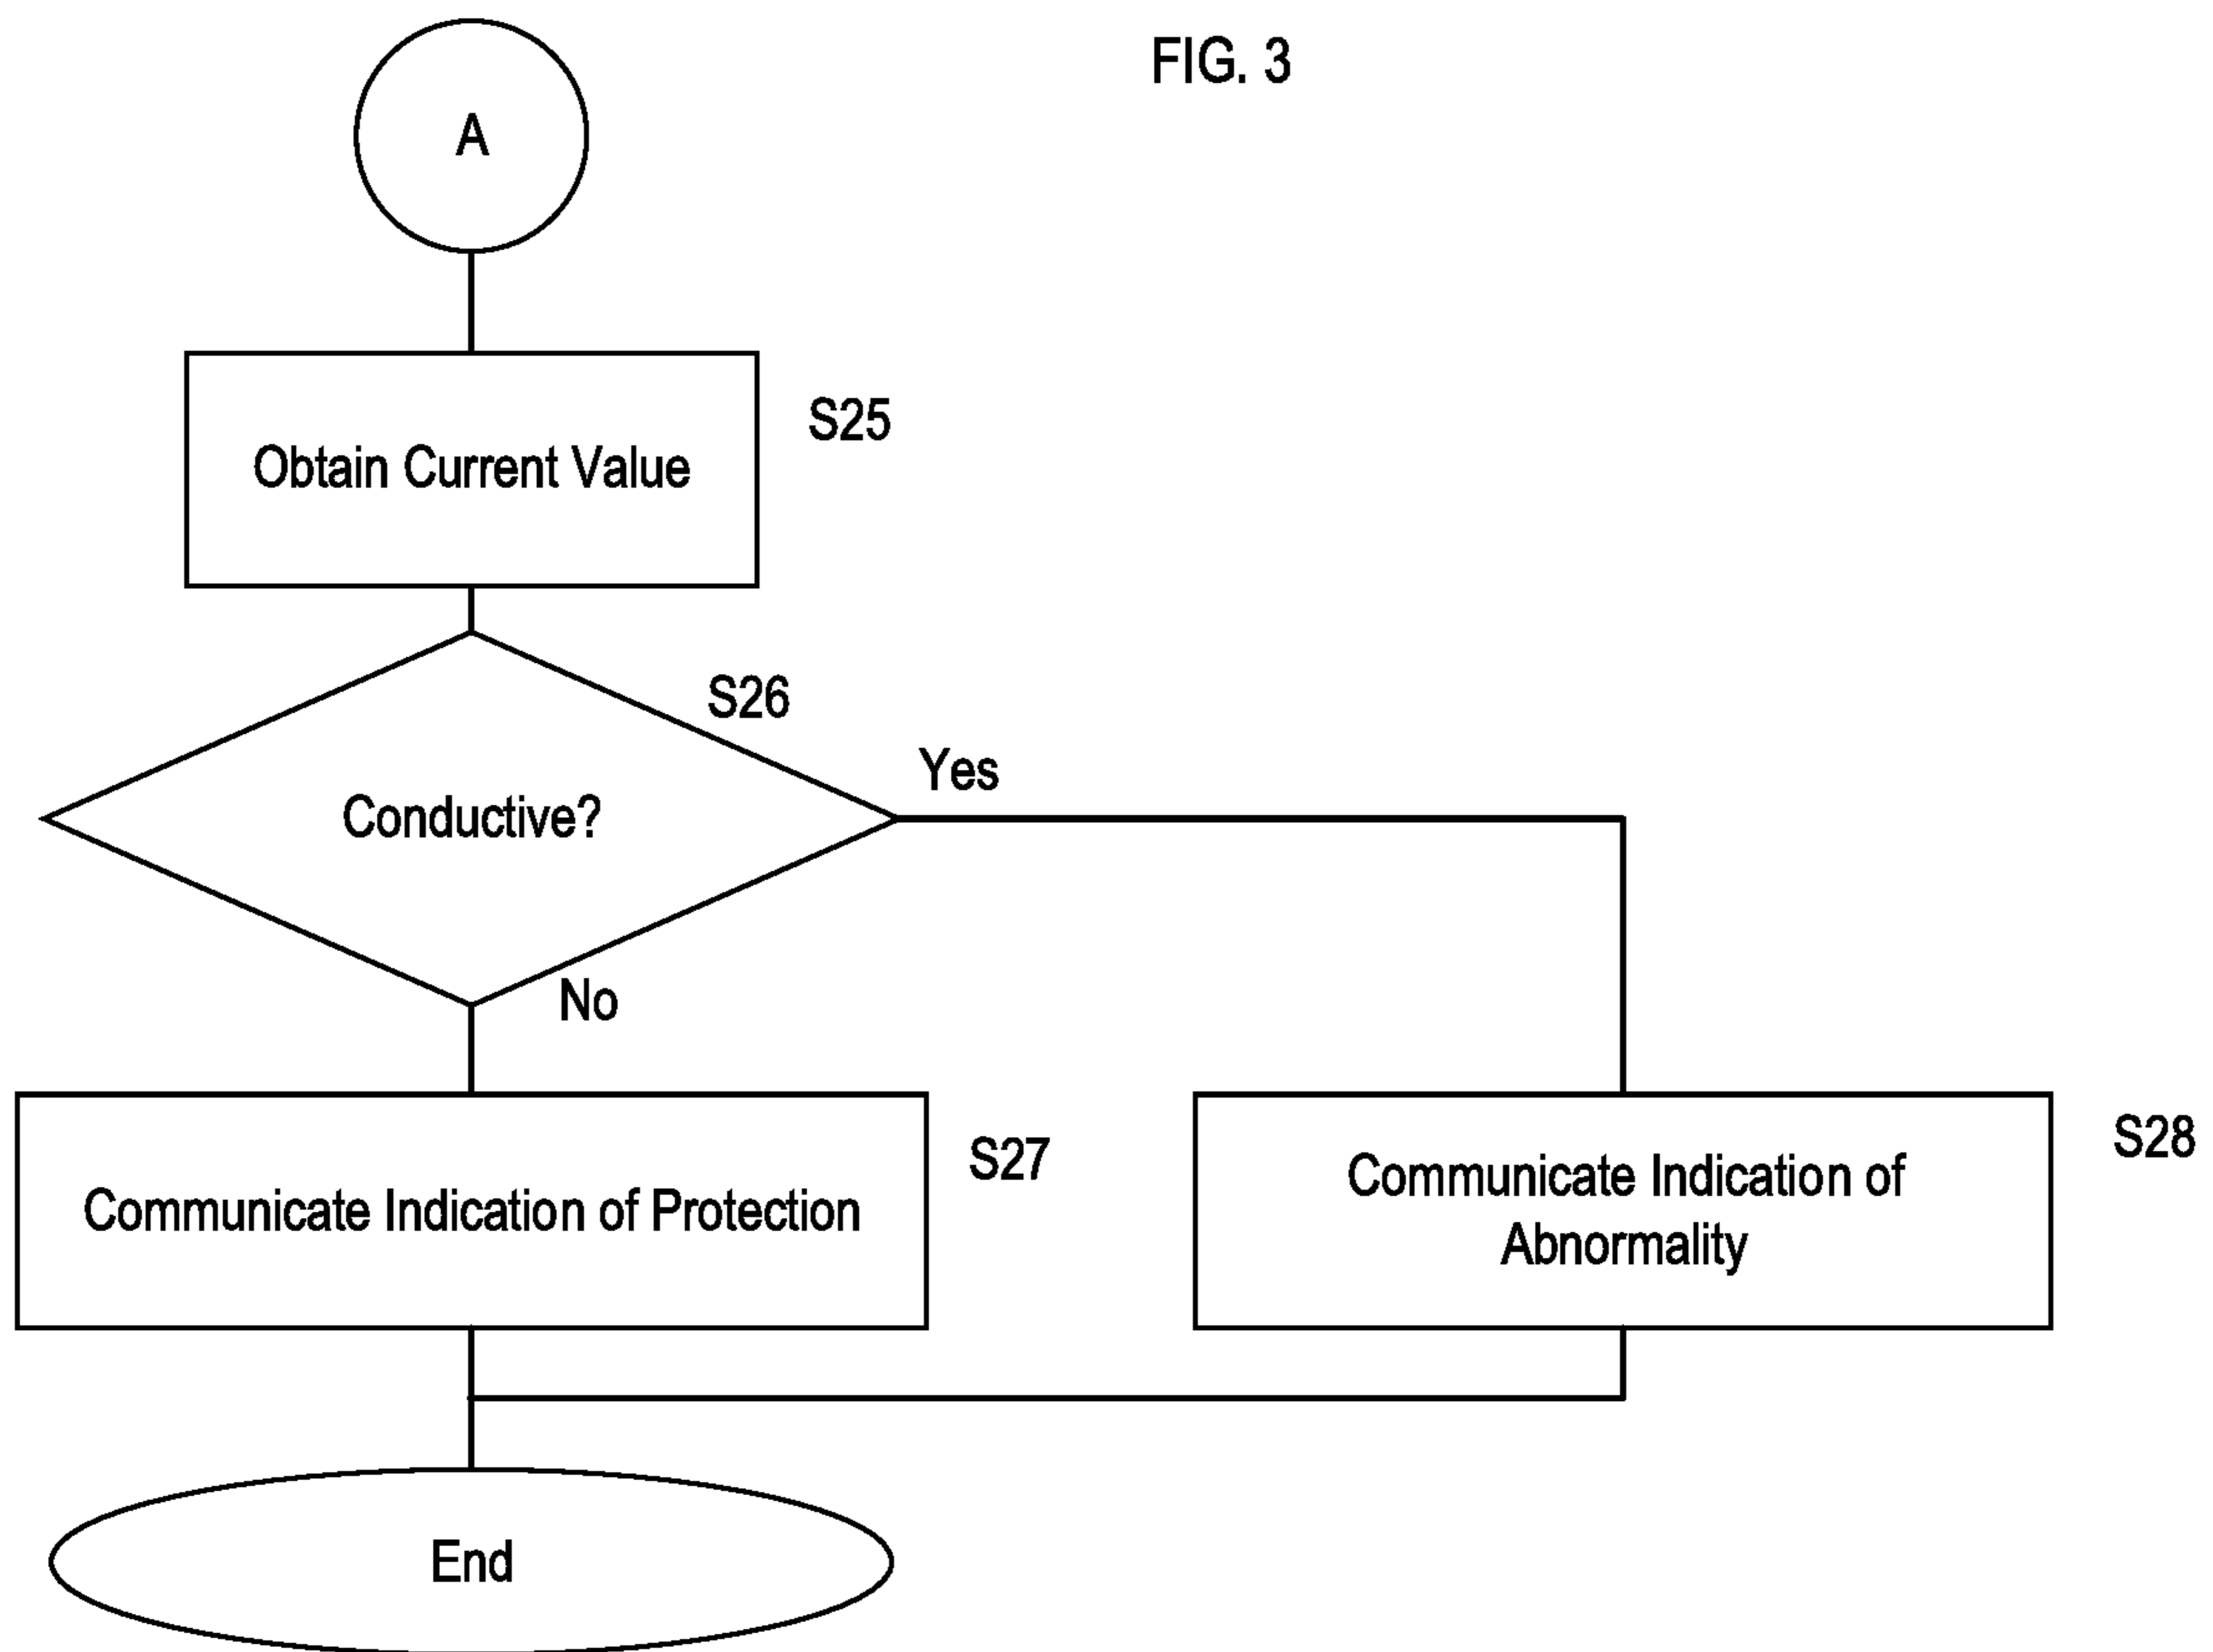 FIG. 3
A
S25
Obtain Current Value
S26
Yes
Conductive?
No
S27
Communicate Indication of Protection
S28
Communicate Indication of
Abnormality
End